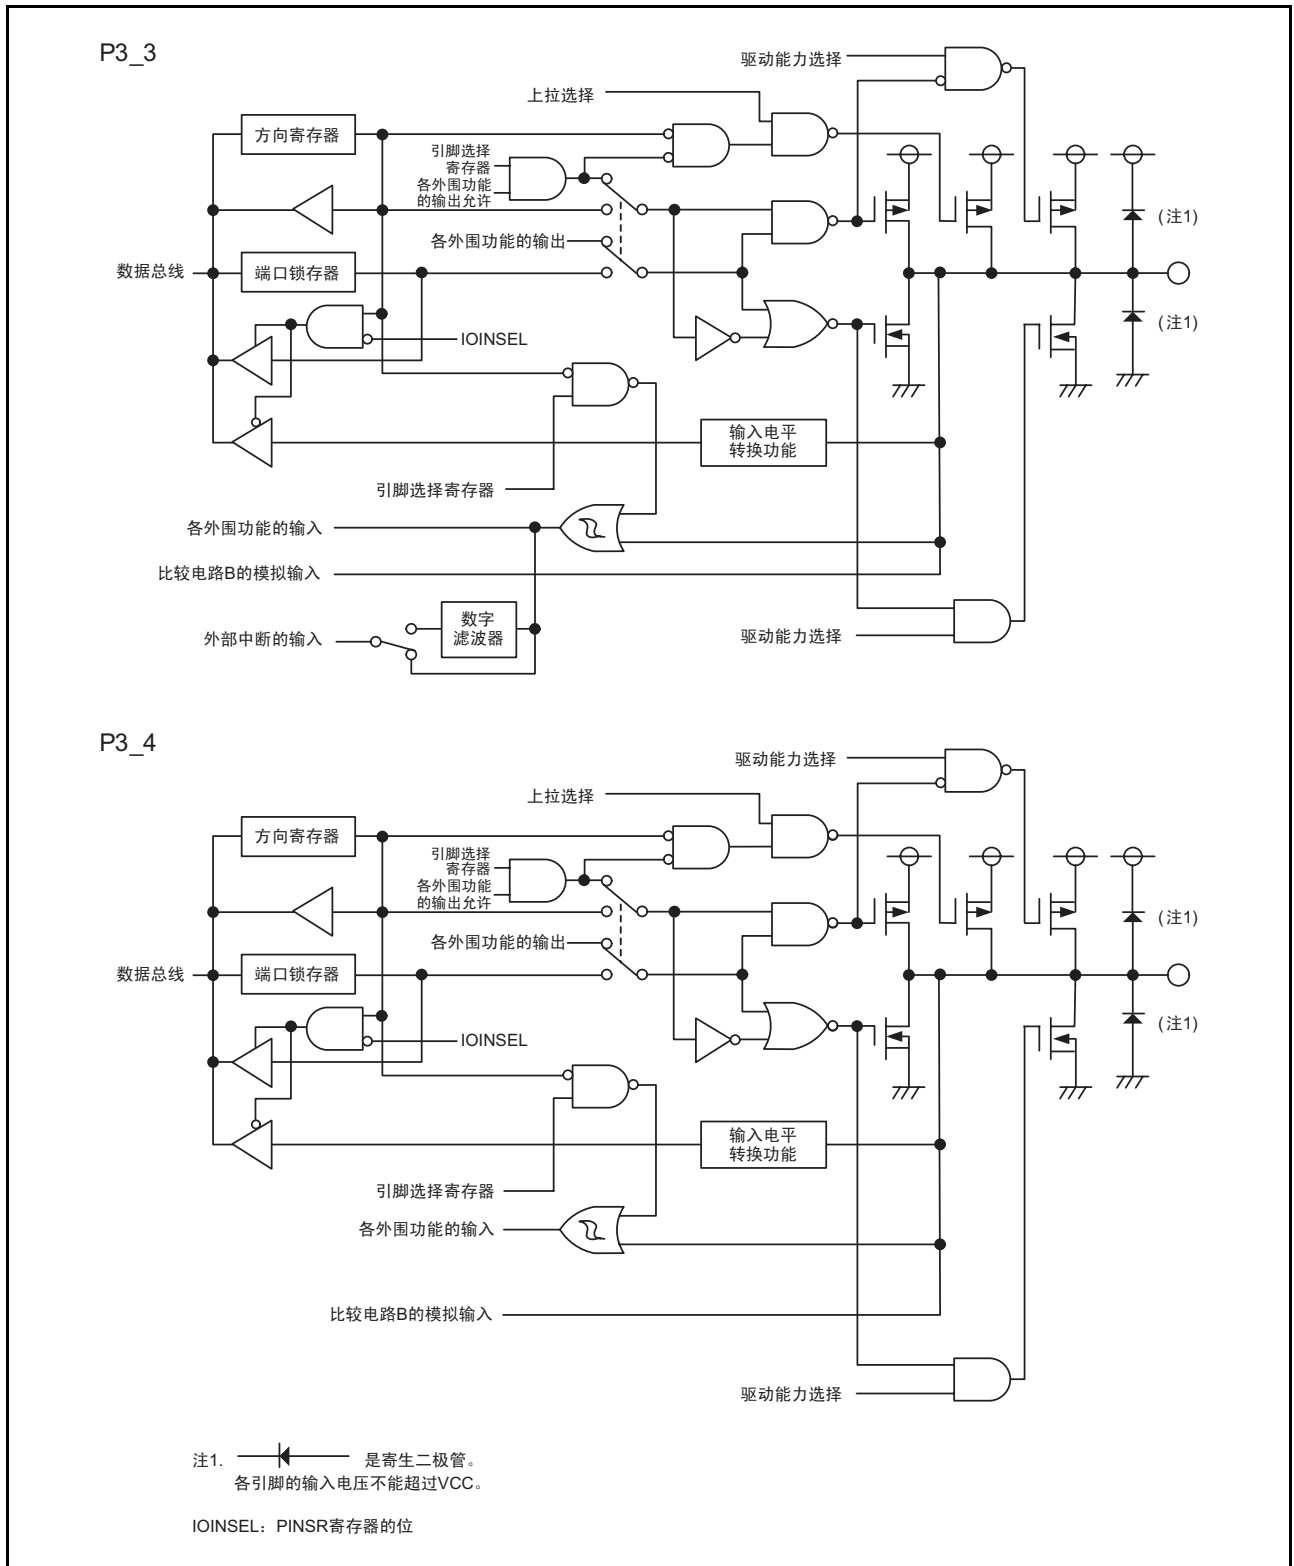 P3_3
驱动能力选择
上拉选择
方向寄存器
引脚选择
寄存器
各外围功能
的输出允许
(注1)
各外围功能的输出
数据总线
端口锁存器
(注1)
IOINSEL
输入电平
转换功能
引脚选择寄存器
各外围功能的输入
比较电路B的模拟输入
数字
滤波器
外部中断的输入
驱动能力选择
P3_4
驱动能力选择
上拉选择
方向寄存器
引脚选择
寄存器
各外围功能
的输出允许
(注1)
各外围功能的输出
数据总线
端口锁存器
(注1)
IOINSEL
输入电平
转换功能
引脚选择寄存器
各外围功能的输入
比较电路B的模拟输入
驱动能力选择
注1. 是寄生二极管。
各引脚的输入电压不能超过VCC。
IOINSEL：PINSR寄存器的位